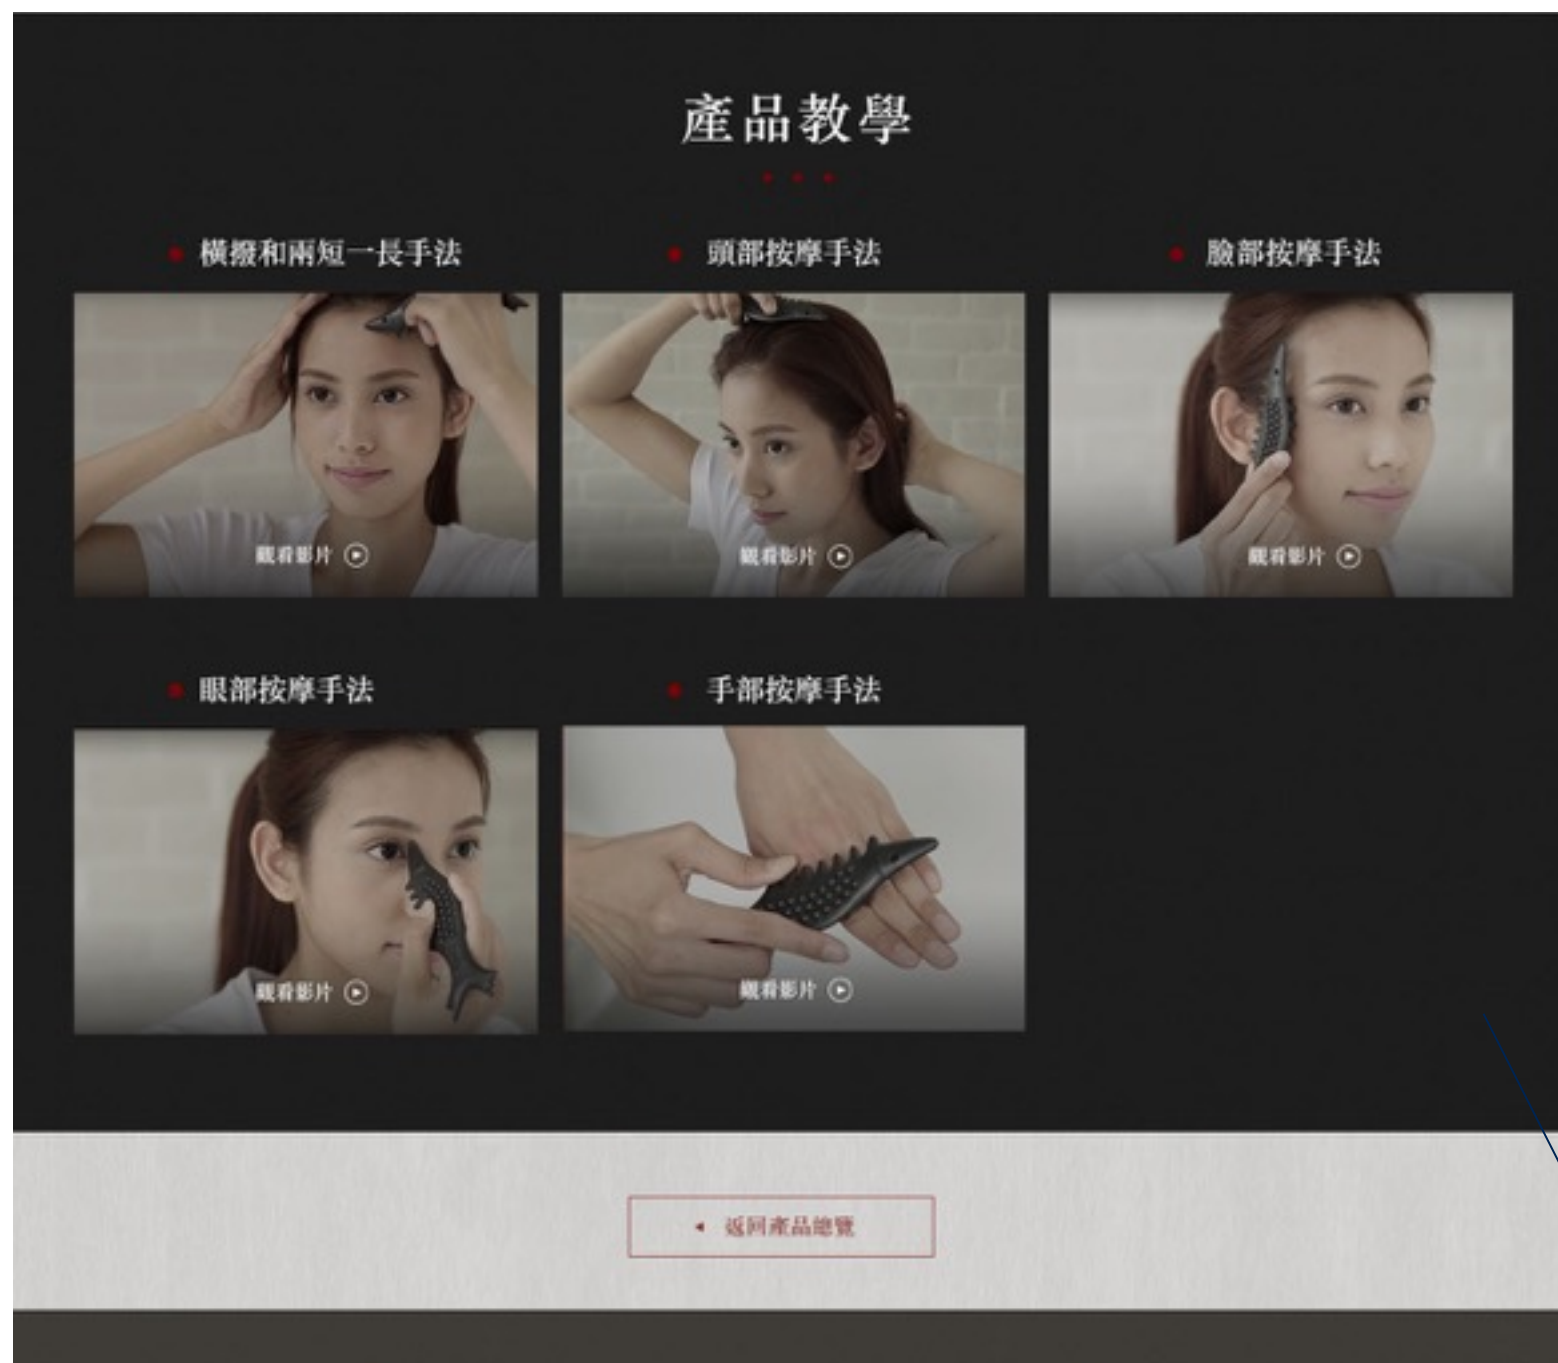 產品教學
橫撥和兩短一長手法
頭部按摩手法
臉部按摩手法
觀看影片
觀看影片
觀看影片
眼部按摩手法
手部按摩手法
觀看影片
觀看影片
返回產品總覽